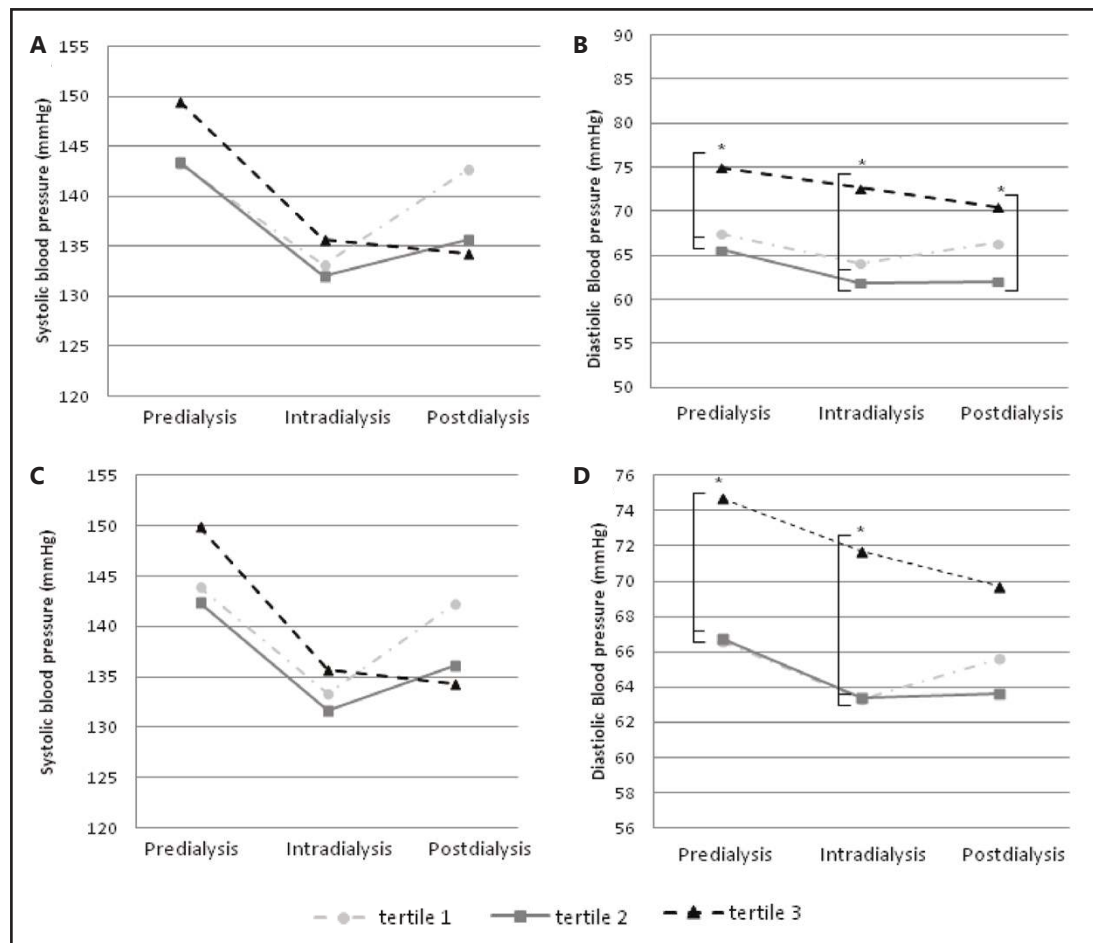 A
Systolic blood pressure (mmHg)
155
150
145
140
135
130
125
120
Predialysis Intradialysis Postdialysis
B
Diastolic Blood pressure (mmHg)
90
85
80
75
70
65
60
55
50
* * *
Predialysis Intradialysis Postdialysis
C
Systolic blood pressure (mmHg)
155
150
145
140
135
130
125
120
Predialysis Intradialysis Postdialysis
D
Diastiolic Blood pressure (mmHg)
76
74
72
70
68
66
64
62
60
58
56
* *
Predialysis Intradialysis Postdialysis
tertile 1 tertile 2 tertile 3